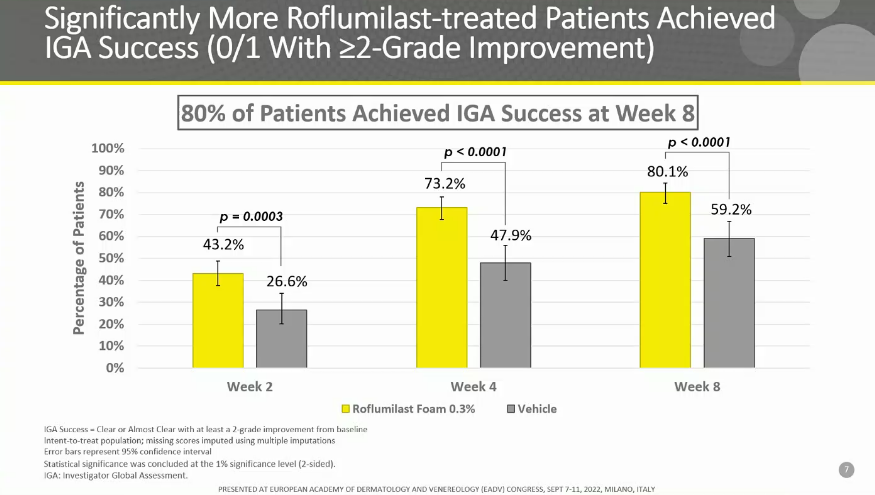 Significantly More Roflumilast-treated Patients Achieved
IGA Success (0/1 With ≥2-Grade Improvement)
80% of Patients Achieved IGA Success at Week 8
Percentage of Patients
100%
90%
80%
70%
60%
50%
40%
30%
20%
10%
0%
p = 0.0003
43.2%
26.6%
p < 0.0001
73.2%
47.9%
p < 0.0001
80.1%
59.2%
Week 2
Week 4
Week 8
Roflumilast Foam 0.3%
Vehicle
IGA Success = Clear or Almost Clear with at least a 2-grade improvement from baseline
Intent-to-treat population; missing scores imputed using multiple imputations
Error bars represent 95% confidence interval
Statistical significance was concluded at the 1% significance level (2-sided).
IGA: Investigator Global Assessment.
7
PRESENTED AT EUROPEAN ACADEMY OF DERMATOLOGY AND VENEREOLOGY (EADV) CONGRESS, SEPT 7-11, 2022, MILANO, ITALY